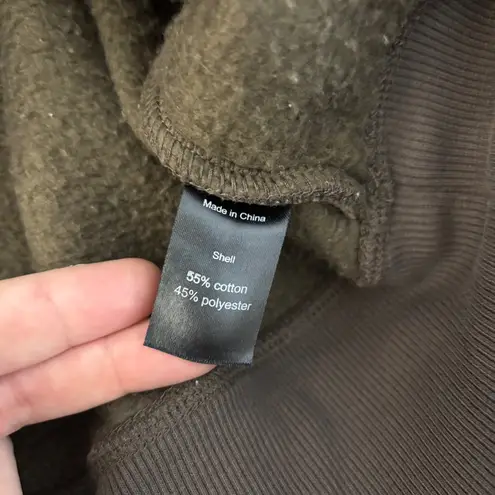 Made in China
Shell
55% cotton
45% polyester